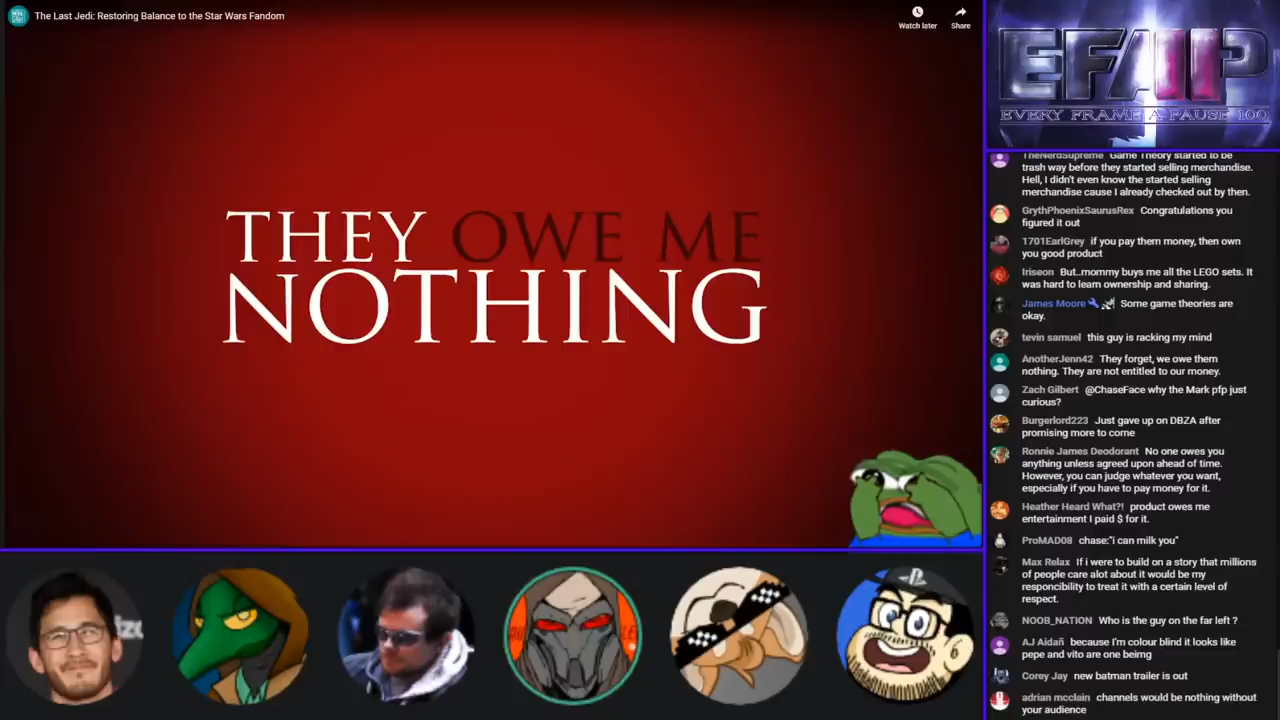 The Last Jedi: Restoring Balance to the Star Wars Fandom
Watch later
Share
THEY OWE ME
NOTHING
EFAP
EVERY FRAME A PAUSE 100
TheNerdSupreme Game Theory started to be
trash way before they started selling merchandise.
Hell, I didn't even know the started selling
merchandise cause I already checked out by then.
GrythPhoenixSaurusRex Congratulations you
figured it out
1701EarlGrey if you pay them money, then own
you good product
Iriseon But..mommy buys me all the LEGO sets. It
was hard to learn ownership and sharing.
James Moore Some game theories are
okay.
tevin samuel this guy is racking my mind
AnotherJenn42 They forget, we owe them
nothing. They are not entitled to our money.
Zach Gilbert @ChaseFace why the Mark pfp just
curious?
Burgerlord223 Just gave up on DBZA after
promising more to come
Ronnie James Deodorant No one owes you
anything unless agreed upon ahead of time.
However, you can judge whatever you want,
especially if you have to pay money for it.
Heather Heard What?! product owes me
entertainment I paid $ for it.
ProMAD08 chase:"i can milk you"
Max Relax If i were to build on a story that millions
of people care alot about it would be my
responcibility to treat it with a certain level of
respect.
NOOB_NATION Who is the guy on the far left ?
AJ Aidañ because I'm colour blind it looks like
pepe and vito are one beimg
Corey Jay new batman trailer is out
adrian mcclain channels would be nothing without
your audience